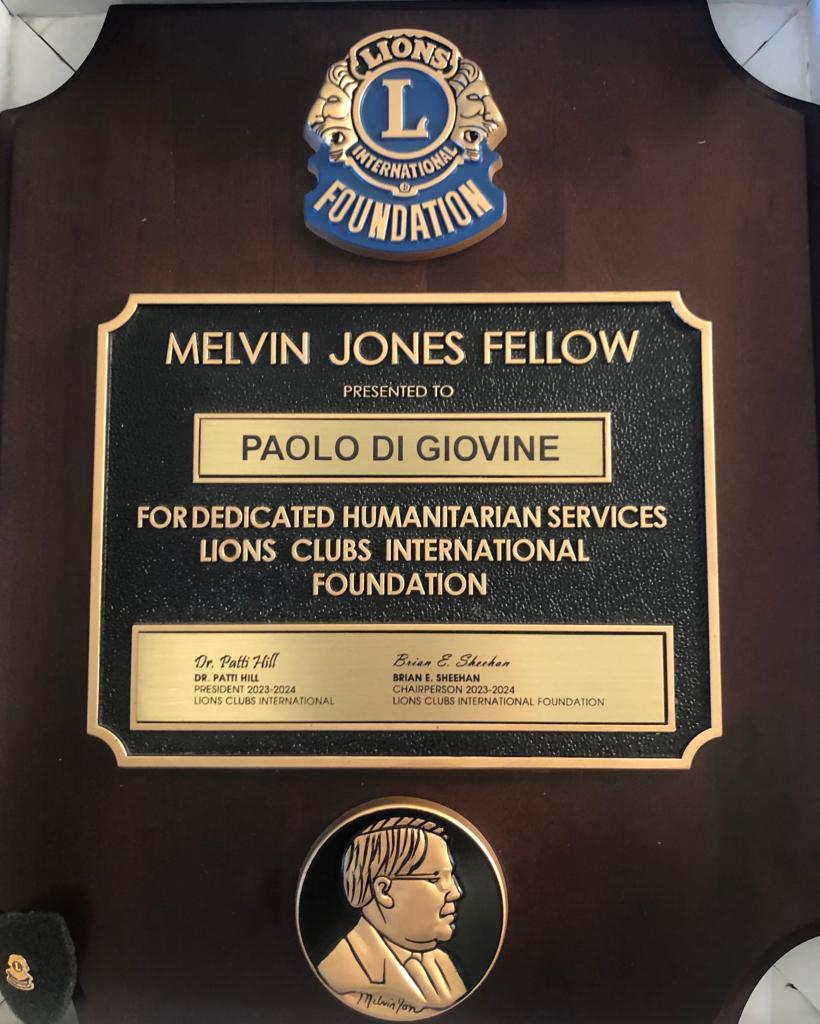 LIONS
L
INTERNATIONAL
®
FOUNDATION
MELVIN JONES FELLOW
PRESENTED TO
PAOLO DI GIOVINE
FOR DEDICATED HUMANITARIAN SERVICES
LIONS CLUBS INTERNATIONAL
FOUNDATION
Dr. Patti Hill
DR. PATTI HILL
PRESIDENT 2023-2024
LIONS CLUBS INTERNATIONAL
Brian E. Sheehan
BRIAN E. SHEEHAN
CHAIRPERSON 2023-2024
LIONS CLUBS INTERNATIONAL FOUNDATION
Melvin Jon
L